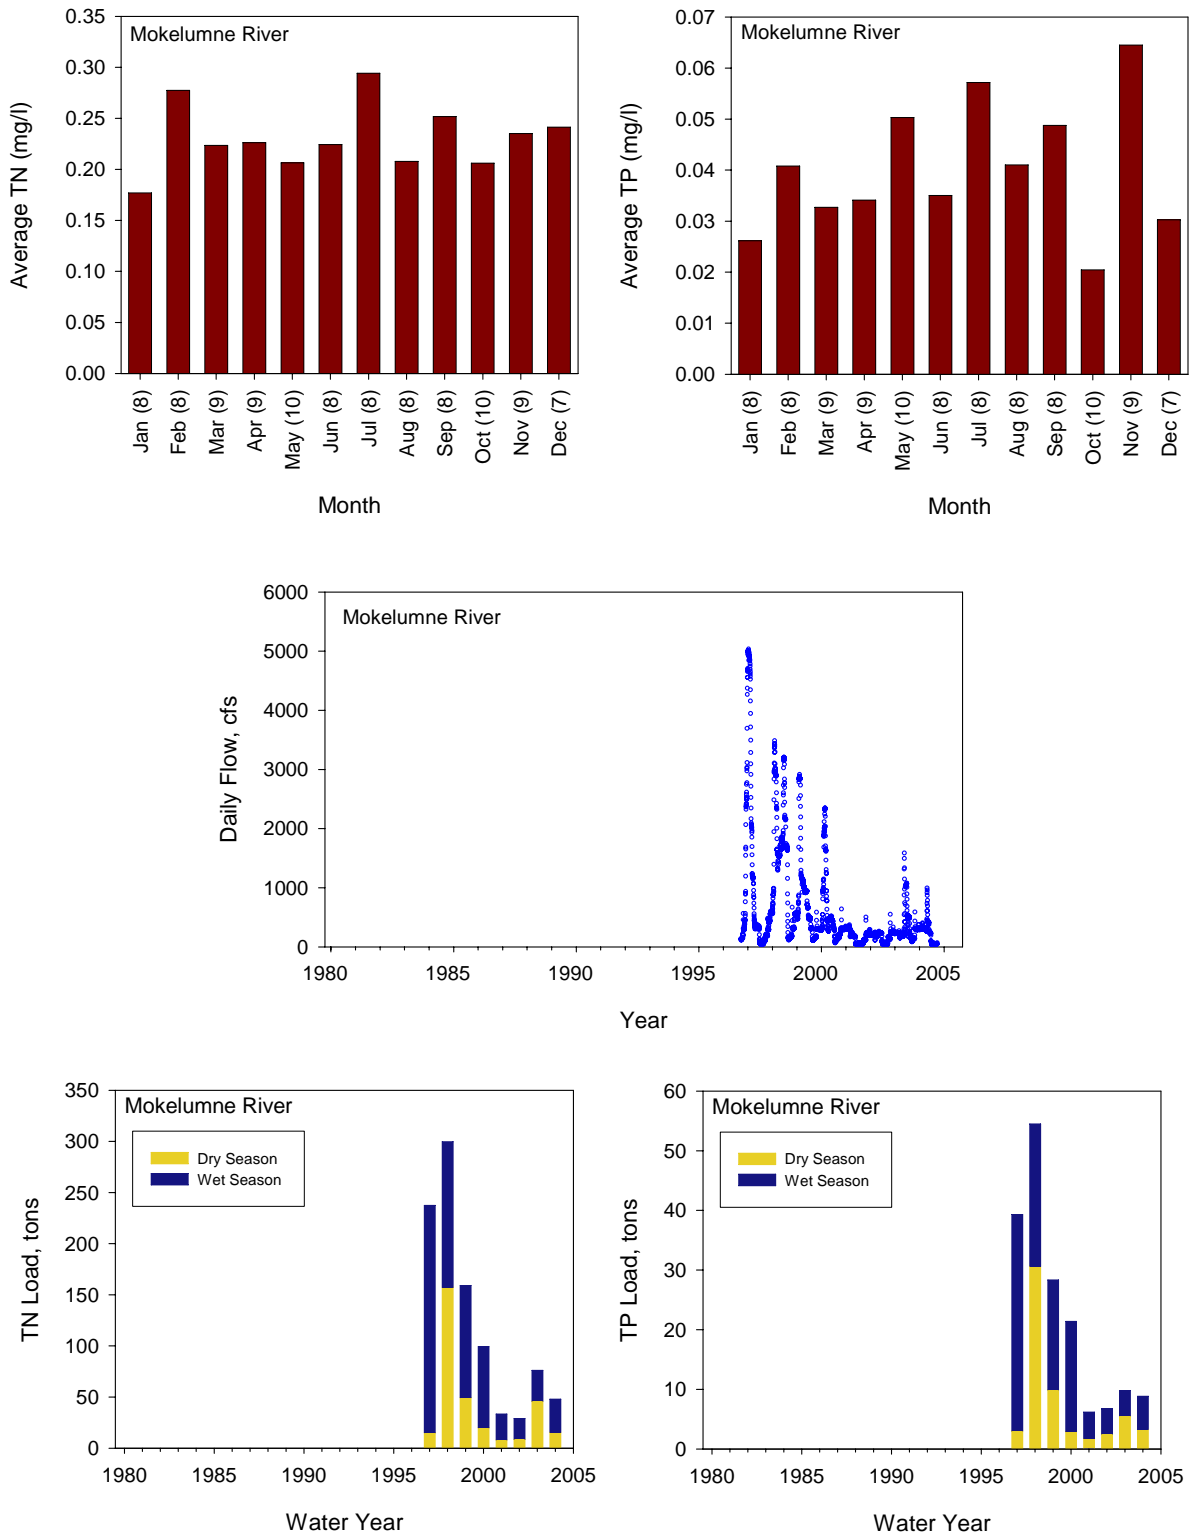 Mokelumne River
Average TN (mg/l)
0.35
0.30
0.25
0.20
0.15
0.10
0.05
0.00
Jan (8)
Feb (8)
Mar (9)
Apr (9)
May (10)
Jun (8)
Jul (8)
Aug (8)
Sep (8)
Oct (10)
Nov (9)
Dec (7)
Month
Mokelumne River
Average TP (mg/l)
0.07
0.06
0.05
0.04
0.03
0.02
0.01
0.00
Jan (8)
Feb (8)
Mar (9)
Apr (9)
May (10)
Jun (8)
Jul (8)
Aug (8)
Sep (8)
Oct (10)
Nov (9)
Dec (7)
Month
Mokelumne River
Daily Flow, cfs
6000
5000
4000
3000
2000
1000
0
1980 1985 1990 1995 2000 2005
Year
Mokelumne River
Dry Season
Wet Season
TN Load, tons
350
300
250
200
150
100
50
0
1980 1985 1990 1995 2000 2005
Water Year
Mokelumne River
Dry Season
Wet Season
TP Load, tons
60
50
40
30
20
10
0
1980 1985 1990 1995 2000 2005
Water Year